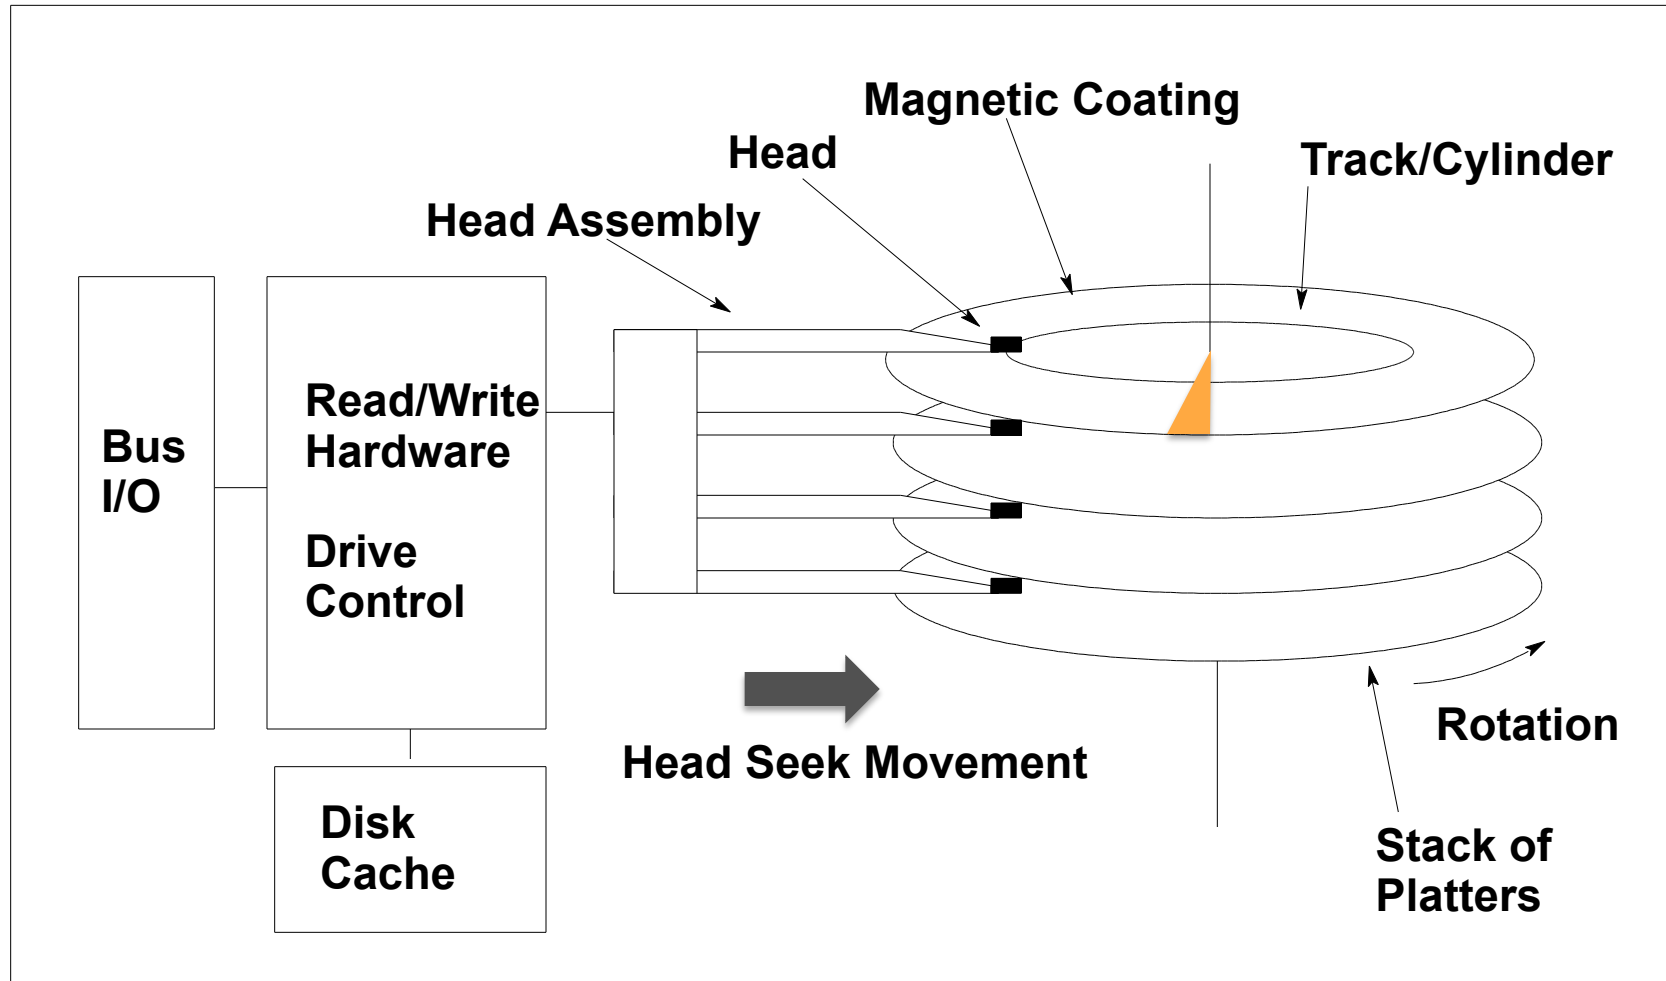 Magnetic Coating
Head
Track/Cylinder
Head Assembly
Bus
I/O
Read/Write
Hardware
Drive
Control
Disk
Cache
Head Seek Movement
Rotation
Stack of
Platters